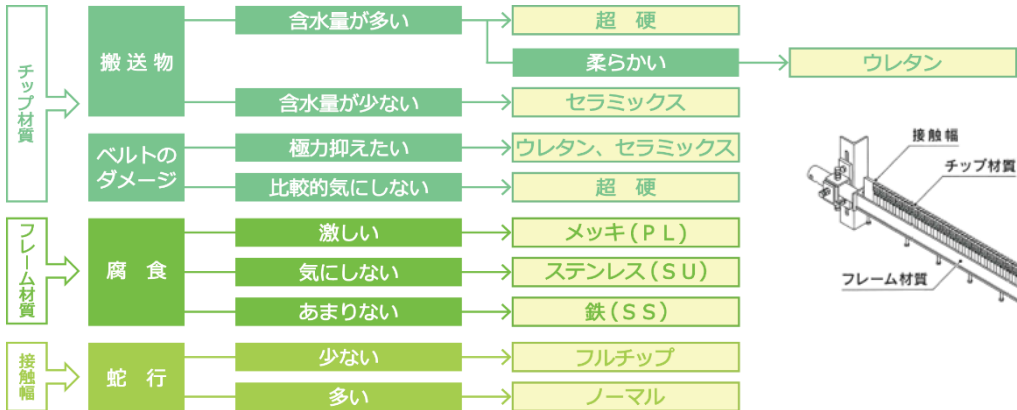 チップ材質
搬送物
含水量が多い
超 硬
柔らかい
ウレタン
含水量が少ない
セラミックス
ベルトの
ダメージ
極力抑えたい
ウレタン、セラミックス
比較的気にしない
超 硬
フレーム材質
腐 食
激しい
メッキ(PL)
気にしない
ステンレス(SU)
あまりない
鉄(SS)
接触幅
蛇 行
少ない
フルチップ
多い
ノーマル
接触幅
チップ材質
フレーム材質